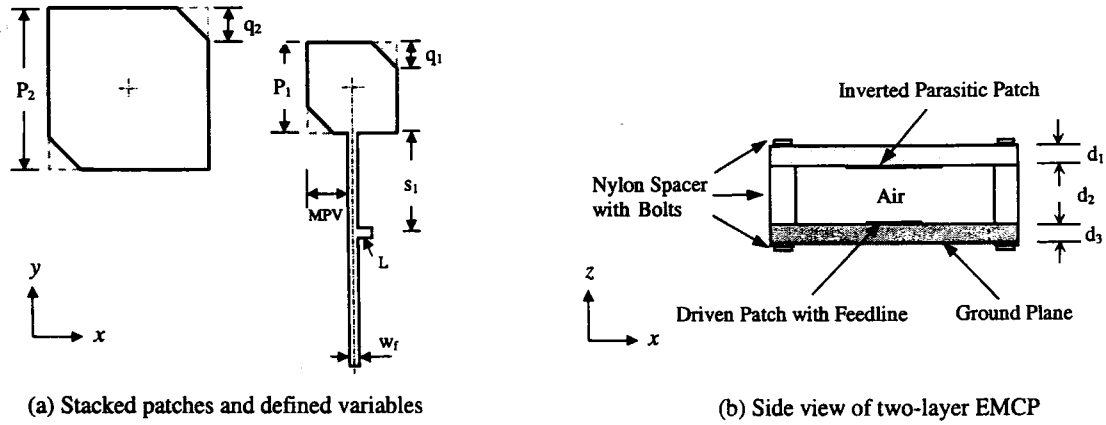 P₂
q₂
P₁
q₁
s₁
MPV
L
w_f
y
x
(a) Stacked patches and defined variables
Inverted Parasitic Patch
Nylon Spacer
with Bolts
Air
d₁
d₂
d₃
z
x
Driven Patch with Feedline
Ground Plane
(b) Side view of two-layer EMCP